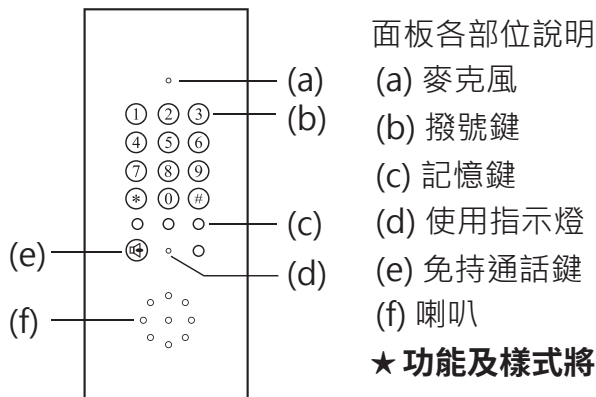 面板各部位說明
(a) 麥克風
(b) 撥號鍵
(c) 記憶鍵
(d) 使用指示燈
(e) 免持通話鍵
(f) 喇叭
★功能及樣式將
(a)
(b)
1 2 3
4 5 6
7 8 9
* 0 #
(c)
(e)
(d)
(f)